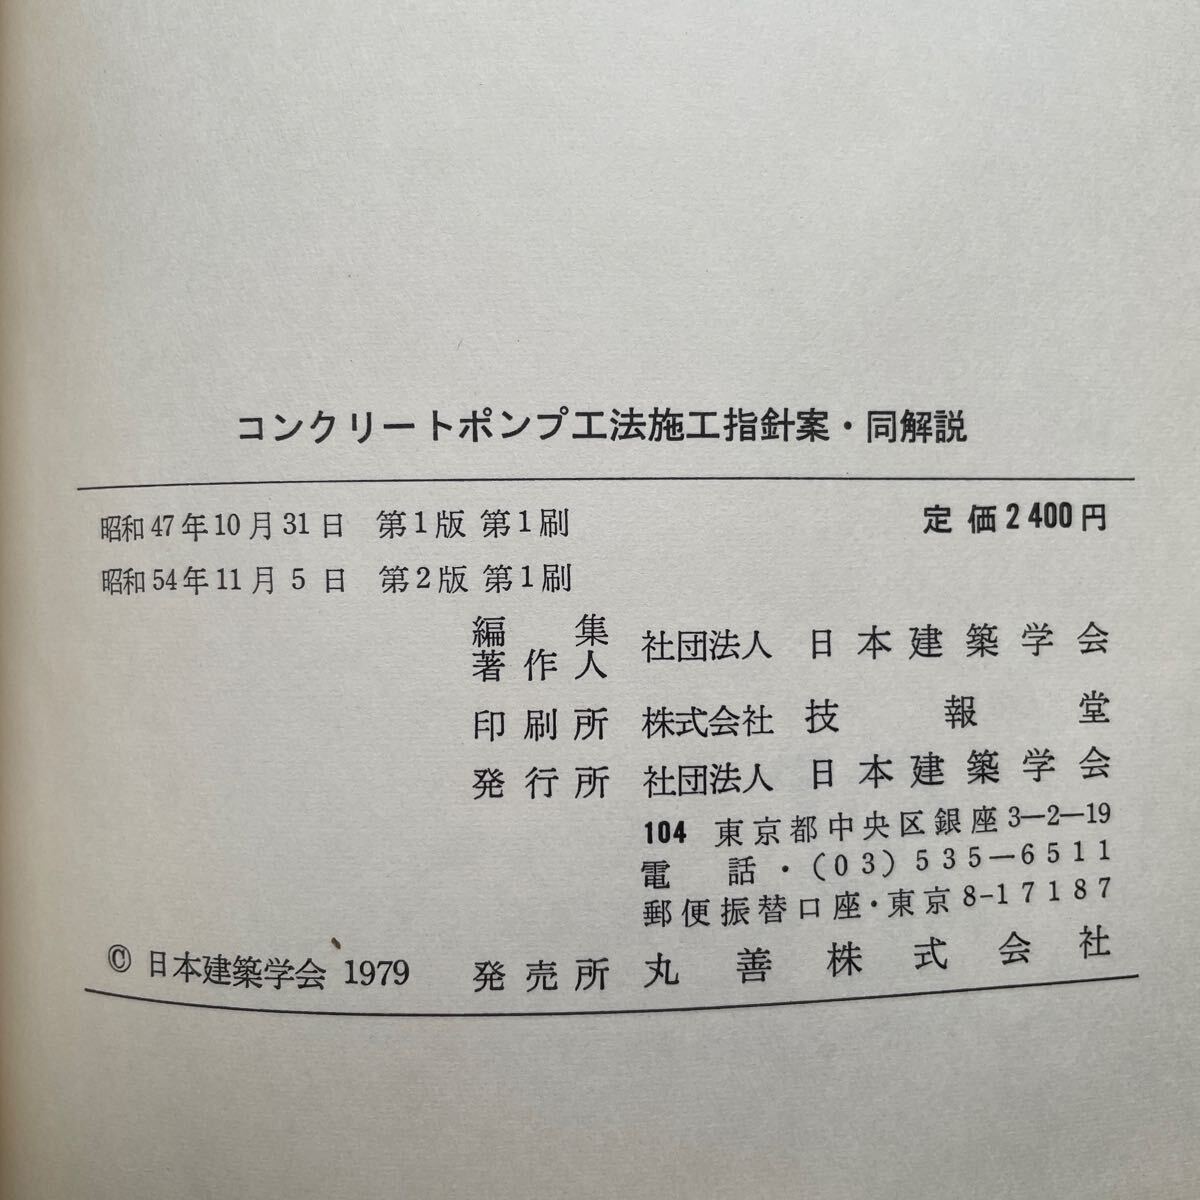 コンクリートポンプ工法施工指針案・同解説
昭和47年10月31日 第1版 第1刷 定価2400円
昭和54年11月5日 第2版 第1刷
編集著作人 社団法人 日本建築学会
印刷所 株式会社 技報堂
発行所 社団法人 日本建築学会
104 東京都中央区銀座3—2—19
電話・(03)535—6511
郵便振替口座・東京8-17187
© 日本建築学会 1979 発売所 丸善株式会社